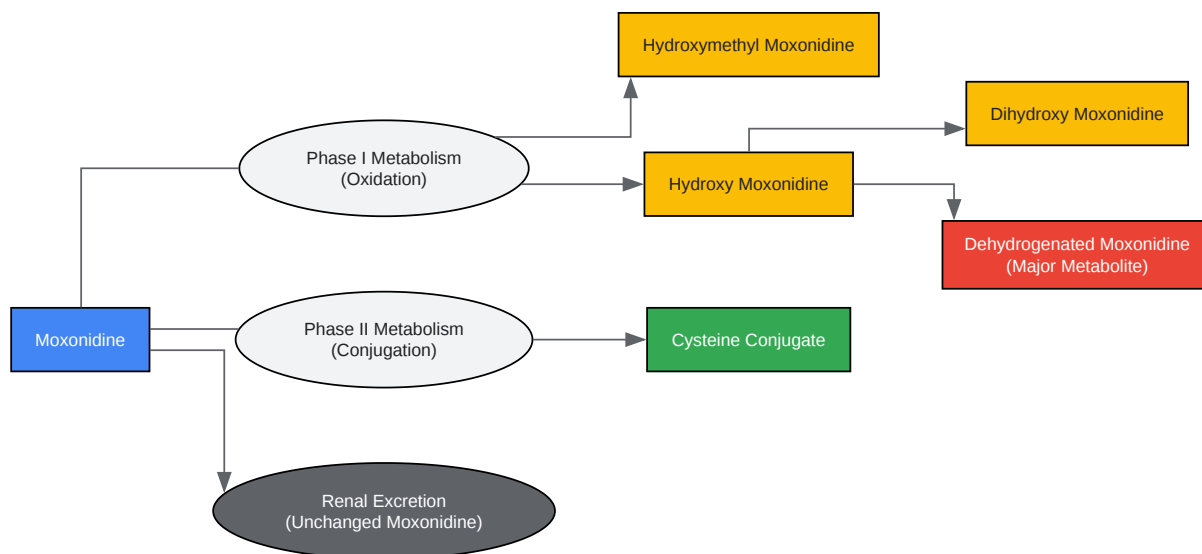 Hydroxymethyl Moxonidine
Dihydroxy Moxonidine
Phase I Metabolism
(Oxidation)
Hydroxy Moxonidine
Dehydrogenated Moxonidine
(Major Metabolite)
Moxonidine
Phase II Metabolism
(Conjugation)
Cysteine Conjugate
Renal Excretion
(Unchanged Moxonidine)